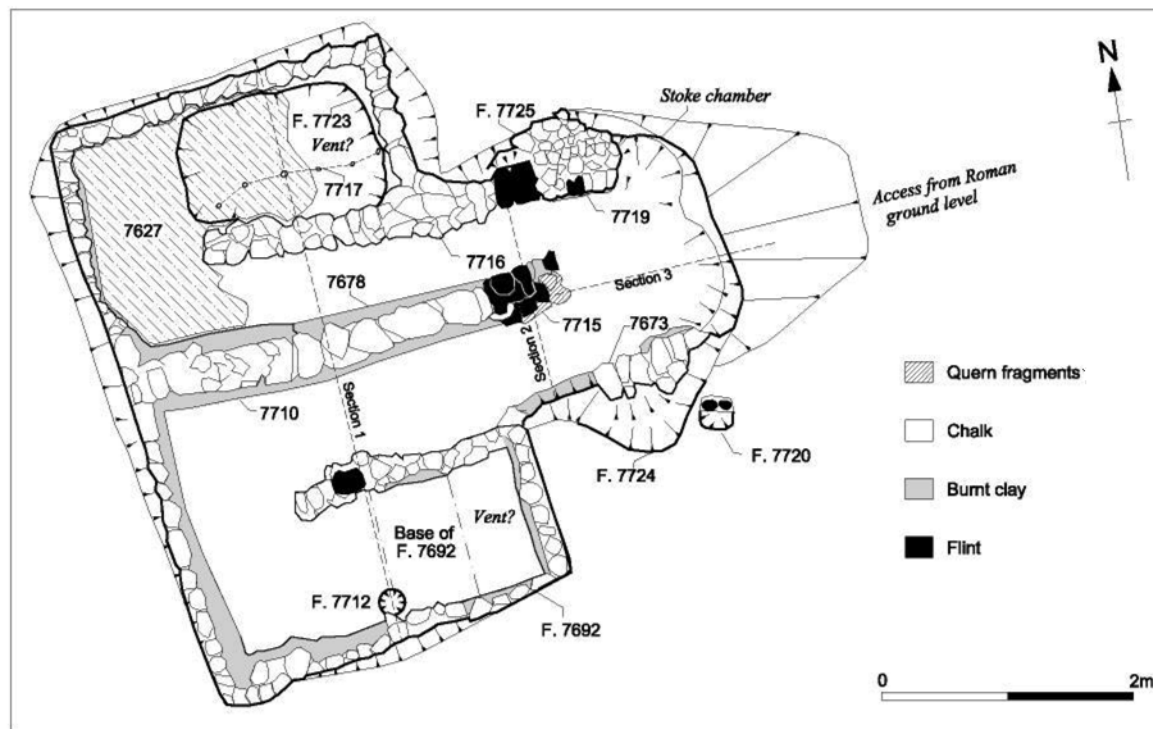 N
F. 7725
Stoke chamber
F. 7723
Vent?
7717
7719
Access from Roman
ground level
7627
7716
Section 3
7678
7715
Section 2
7673
Quern fragments
Section 1
7710
Chalk
F. 7720
F. 7724
Burnt clay
Vent?
Base of
F. 7692
Flint
F. 7712
F. 7692
0
2m